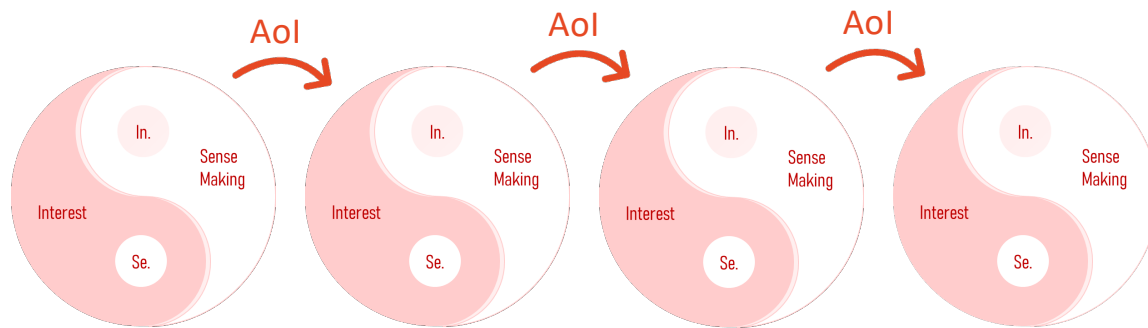 AoI
AoI
AoI
In.
Sense
Making
Interest
Se.
In.
Sense
Making
Interest
Se.
In.
Sense
Making
Interest
Se.
In.
Sense
Making
Interest
Se.